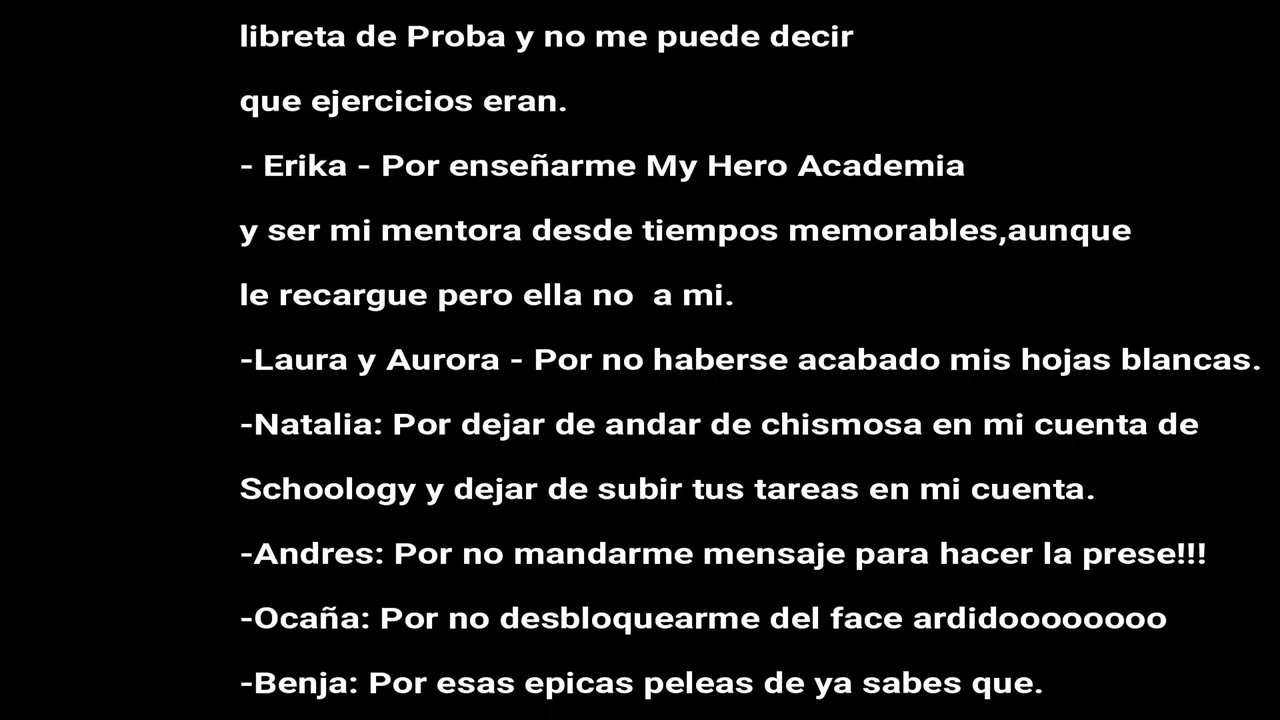 libreta de Proba y no me puede decir
que ejercicios eran.
- Erika - Por enseñarme My Hero Academia
y ser mi mentora desde tiempos memorables,aunque
le recargue pero ella no  a mi.
-Laura y Aurora - Por no haberse acabado mis hojas blancas.
-Natalia: Por dejar de andar de chismosa en mi cuenta de
Schoology y dejar de subir tus tareas en mi cuenta.
-Andres: Por no mandarme mensaje para hacer la prese!!!
-Ocaña: Por no desbloquearme del face ardidoooooooo
-Benja: Por esas epicas peleas de ya sabes que.